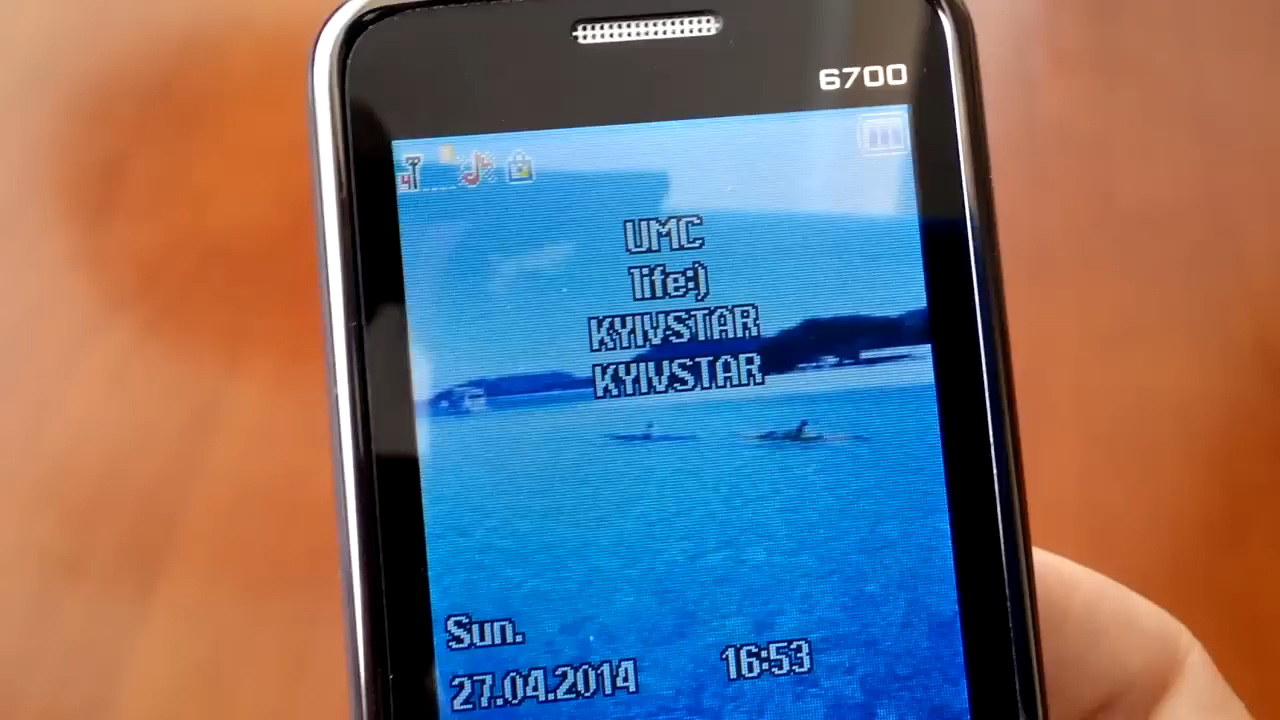 6700
UMC
life:)
KYIVSTAR
KYIVSTAR
Sun.
27.04.2014
16:53